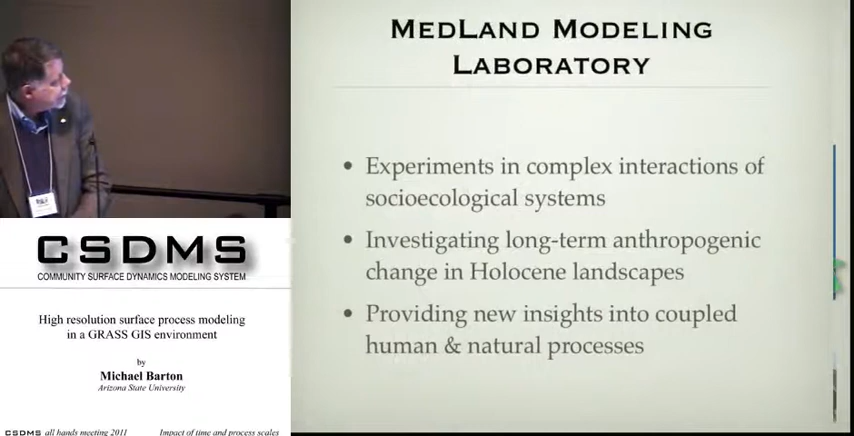 MEDLAND MODELING
LABORATORY
• Experiments in complex interactions of
socioecological systems
• Investigating long-term anthropogenic
change in Holocene landscapes
• Providing new insights into coupled
human & natural processes
CSDMS
COMMUNITY SURFACE DYNAMICS MODELING SYSTEM
High resolution surface process modeling
in a GRASS GIS environment
by
Michael Barton
Arizona State University
CSDMS all hands meeting 2011 Impact of time and process scales